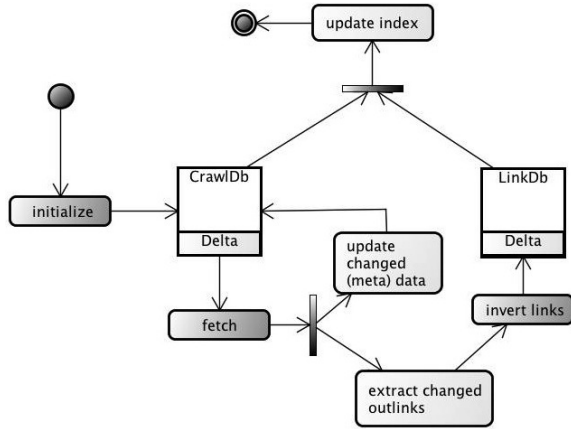 update index
CrawlDb
LinkDb
initialize
Delta
Delta
update
changed
(meta) data
fetch
invert links
extract changed
outlinks